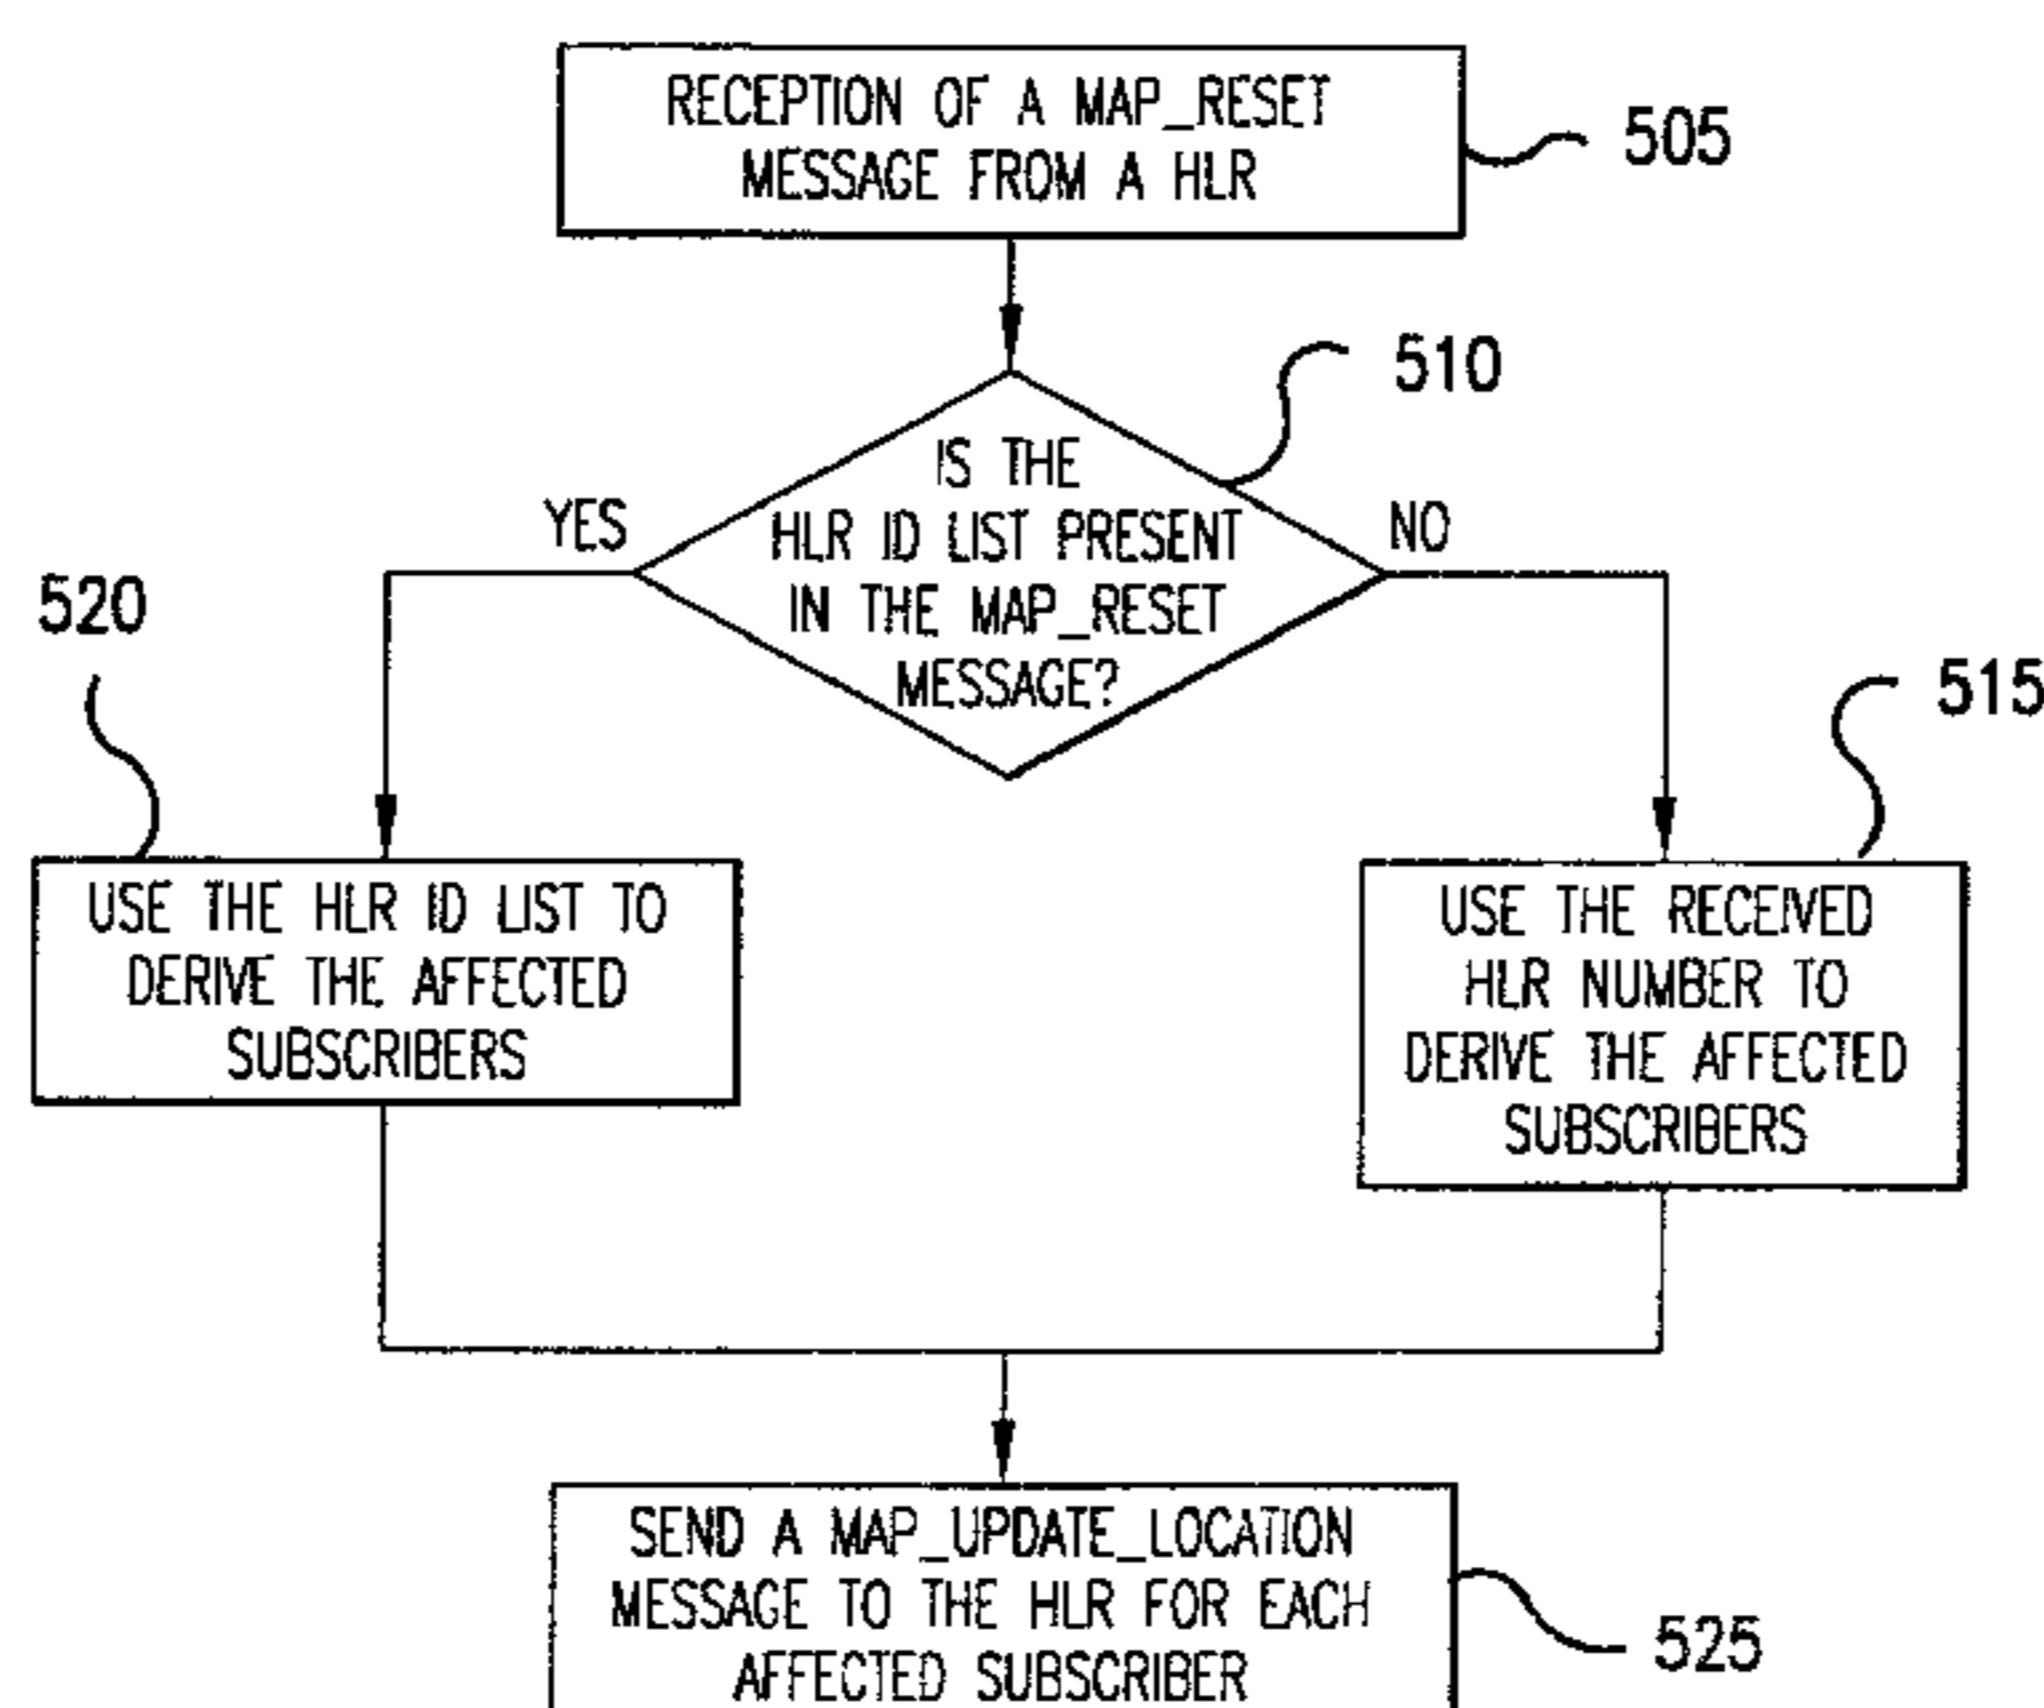 RECEPTION OF A MAP_RESET
MESSAGE FROM A HLR
505
510
IS THE
HLR ID LIST PRESENT
IN THE MAP_RESET
MESSAGE?
YES
NO
520
515
USE THE HLR ID LIST TO
DERIVE THE AFFECTED
SUBSCRIBERS
USE THE RECEIVED
HLR NUMBER TO
DERIVE THE AFFECTED
SUBSCRIBERS
SEND A MAP_UPDATE_LOCATION
MESSAGE TO THE HLR FOR EACH
AFFECTED SUBSCRIBER
525